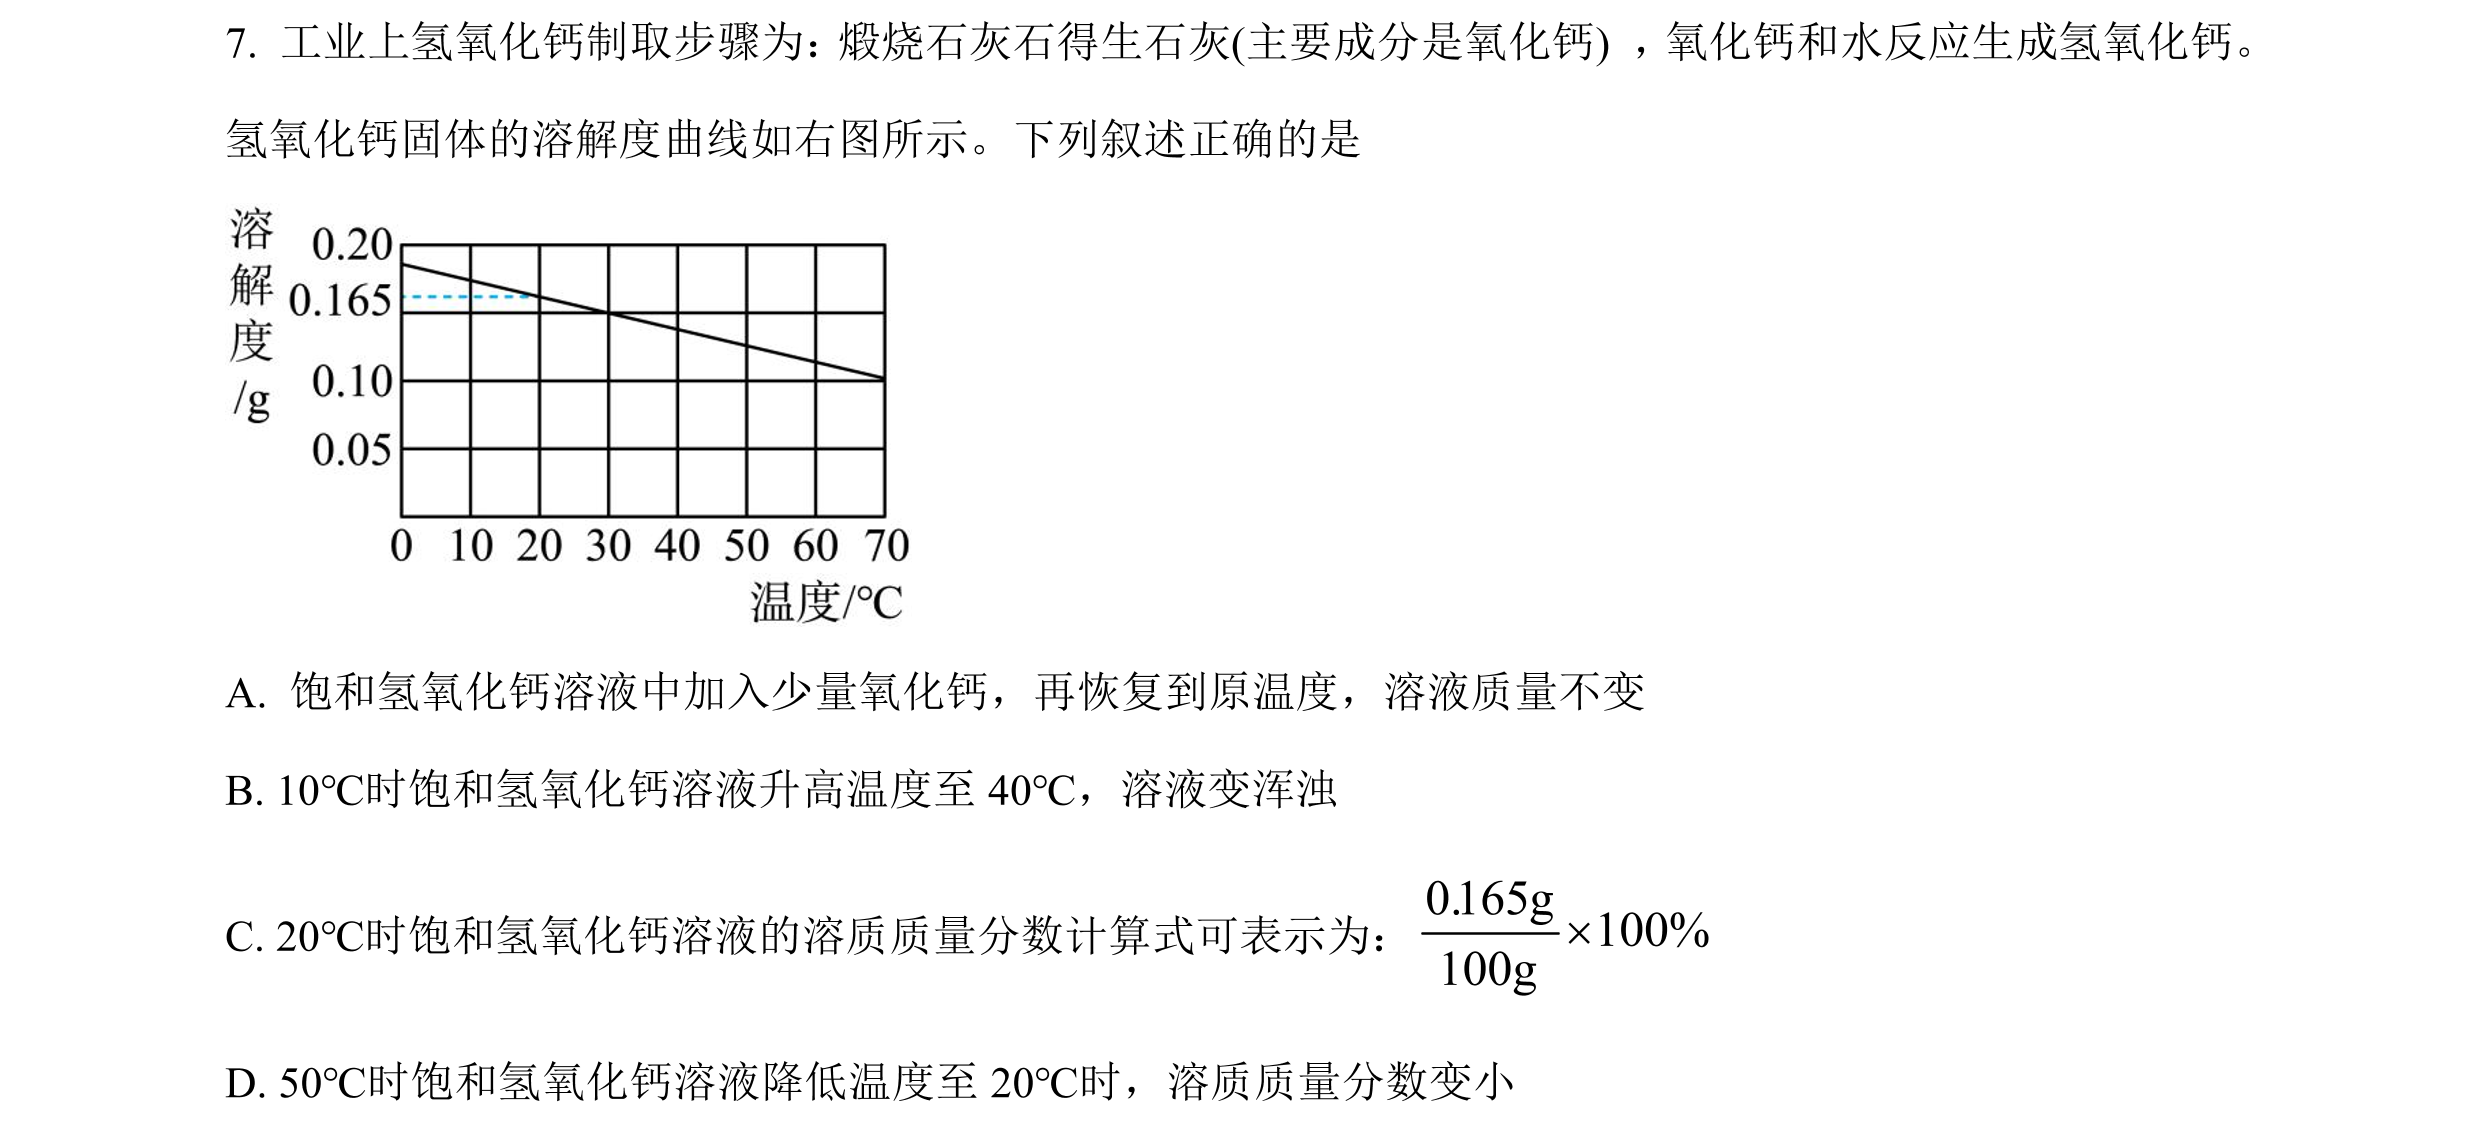 7. 工业上氢氧化钙制取步骤为：煅烧石灰石得生石灰(主要成分是氧化钙) ，氧化钙和水反应生成氢氧化钙。
氢氧化钙固体的溶解度曲线如右图所示。下列叙述正确的是
溶解度/g
0.20
0.165
0.10
0.05
0 10 20 30 40 50 60 70
温度/℃
A. 饱和氢氧化钙溶液中加入少量氧化钙，再恢复到原温度，溶液质量不变
B. 10℃时饱和氢氧化钙溶液升高温度至 40℃，溶液变浑浊
C. 20℃时饱和氢氧化钙溶液的溶质质量分数计算式可表示为：0.165g/100g×100%
D. 50℃时饱和氢氧化钙溶液降低温度至 20℃时，溶质质量分数变小